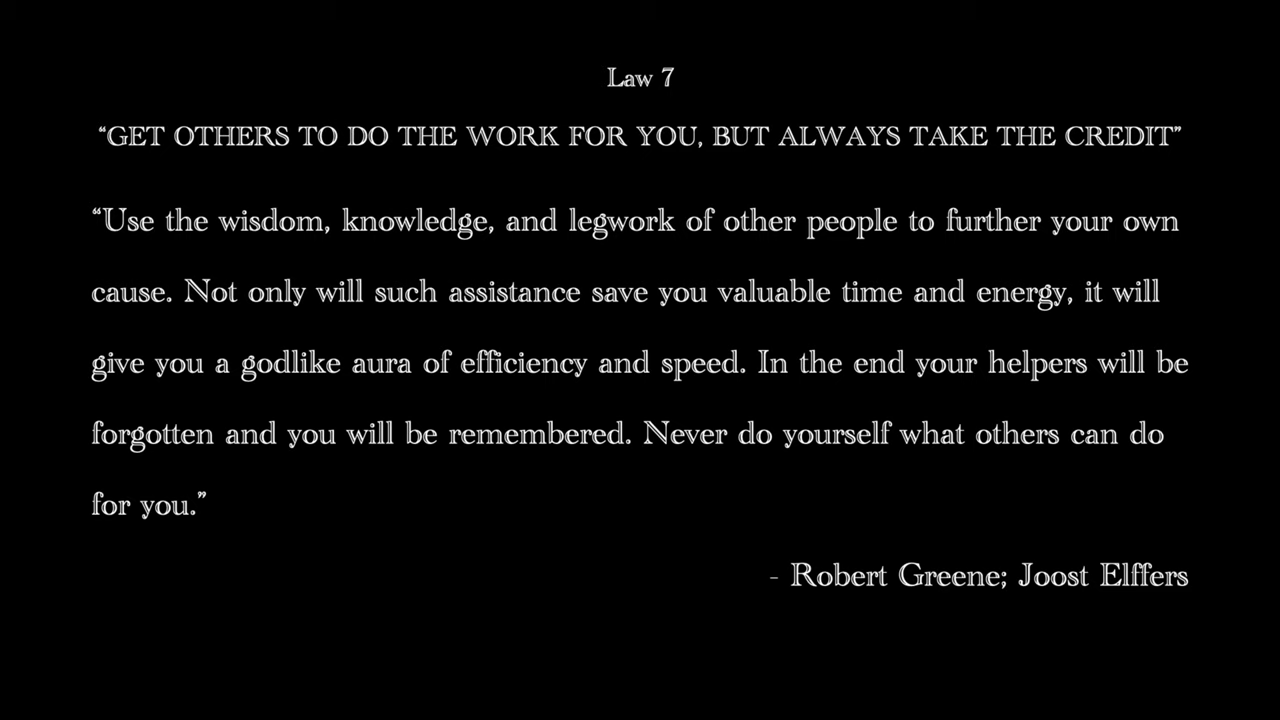 Law 7
“GET OTHERS TO DO THE WORK FOR YOU, BUT ALWAYS TAKE THE CREDIT”
“Use the wisdom, knowledge, and legwork of other people to further your own
cause. Not only will such assistance save you valuable time and energy, it will
give you a godlike aura of efficiency and speed. In the end your helpers will be
forgotten and you will be remembered. Never do yourself what others can do
for you.”
- Robert Greene; Joost Elffers